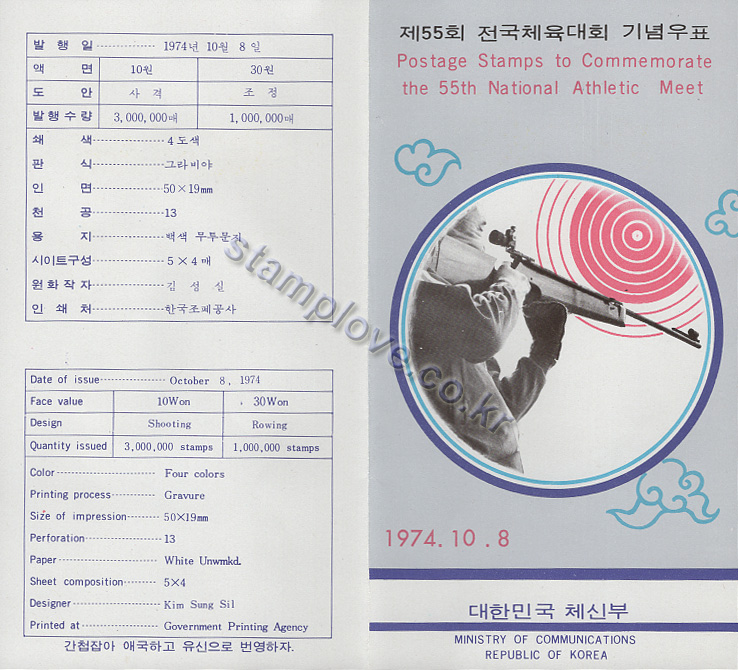 발 행 일 ·············· 1974년 10월 8 일
액 면 10원 30원
도 안 사 격 조 정
발행수량 3,000,000매 1,000,000매
쇄 색 ················· 4 도색
판 식 ················· 그라비야
인 면 ················· 50×19mm
천 공 ················· 13
용 지 ················· 백색 무투문지
시이트구성 ············ 5 × 4 매
원화작자 ·············· 김 성 실
인 쇄 처 ·············· 한국조폐공사
Date of issue ················ October 8, 1974
Face value 10Won 30Won
Design Shooting Rowing
Quantity issued 3,000,000 stamps 1,000,000 stamps
Color ························ Four colors
Printing process ··········· Gravure
Size of impression ········ 50×19mm
Perforation ················· 13
Paper ························ White Unwmkd.
Sheet composition ········ 5×4
Designer ···················· Kim Sung Sil
Printed at ··················· Government Printing Agency
간첩잡아 애국하고 유신으로 번영하자.
제55회 전국체육대회 기념우표
Postage Stamps to Commemorate
the 55th National Athletic Meet
1974. 10 . 8
대한민국 체신부
MINISTRY OF COMMUNICATIONS
REPUBLIC OF KOREA
stamplove.co.kr